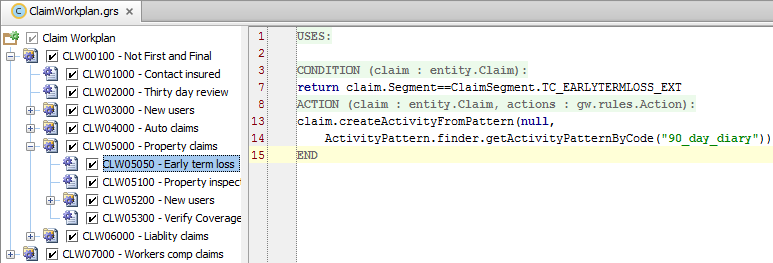 ClaimWorkplan.grs
Claim Workplan
CLW00100 - Not First and Final
CLW01000 - Contact insured
CLW02000 - Thirty day review
CLW03000 - New users
CLW04000 - Auto claims
CLW05000 - Property claims
CLW05050 - Early term loss
CLW05100 - Property inspect
CLW05200 - New users
CLW05300 - Verify Coverage
CLW06000 - Liablity claims
CLW07000 - Workers comp claims
1 USES:
2
3 CONDITION (claim : entity.Claim):
7 return claim.Segment==ClaimSegment.TC_EARLYTERMLOSS_EXT
8 ACTION (claim : entity.Claim, actions : gw.rules.Action):
13 claim.createActivityFromPattern(null,
14 ActivityPattern.finder.getActivityPatternByCode("90_day_diary"))
15 END